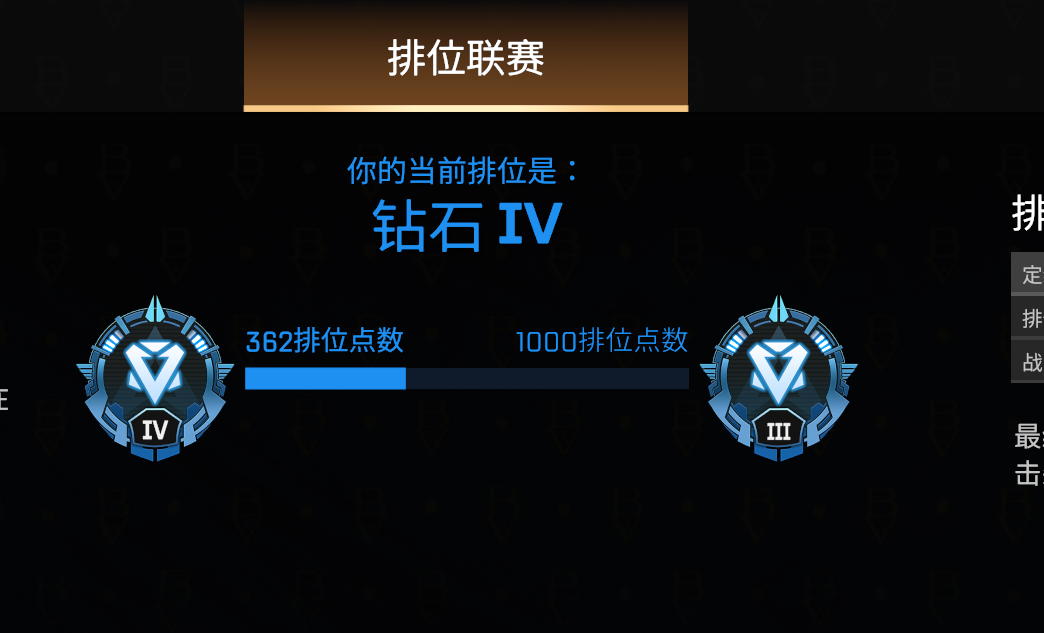 排位联赛
你的当前排位是：
钻石 IV
362排位点数
1000排位点数
IV
III
排
定
排
战
最
击